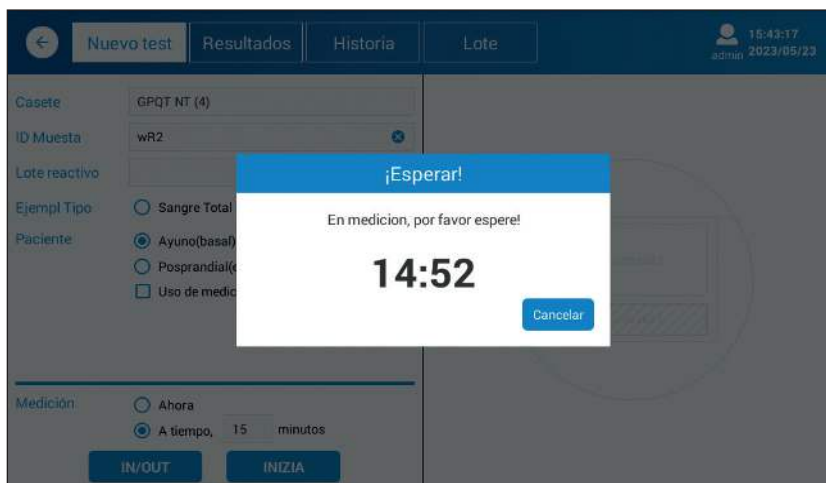 Nuevo test
Resultados
Historia
Lote
15:43:17
admin 2023/05/23
Casete
GPQT NT (4)
ID Muesta
wR2
Lote reactivo
Ejempl Tipo
Sangre Total
Paciente
Ayuno(basal)
Posprandial(
Uso de medic
¡Esperar!
En medicion, por favor espere!
14:52
Cancelar
Medición
Ahora
A tiempo, 15 minutos
IN/OUT
INIZIA